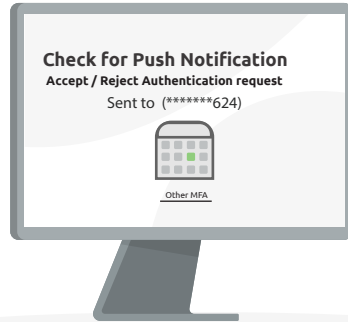 Check for Push Notification
Accept / Reject Authentication request
Sent to (*******624)
Other MFA